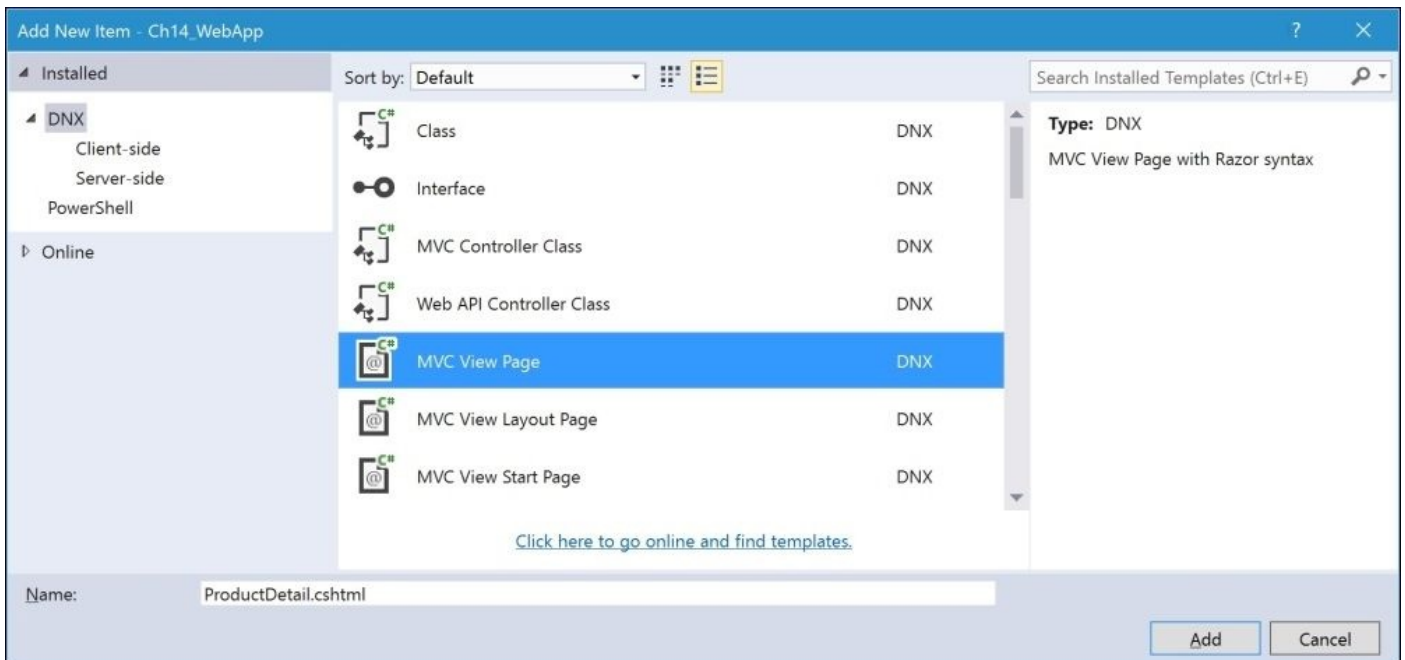 Add New Item - Ch14_WebApp
?
Installed
DNX
Client-side
Server-side
PowerShell
Online
Sort by: Default
C# Class DNX
Interface DNX
C# MVC Controller Class DNX
C# Web API Controller Class DNX
C# @ MVC View Page DNX
C# @ MVC View Layout Page DNX
C# @ MVC View Start Page DNX
Click here to go online and find templates.
Search Installed Templates (Ctrl+E)
Type: DNX
MVC View Page with Razor syntax
Name: ProductDetail.cshtml
Add Cancel